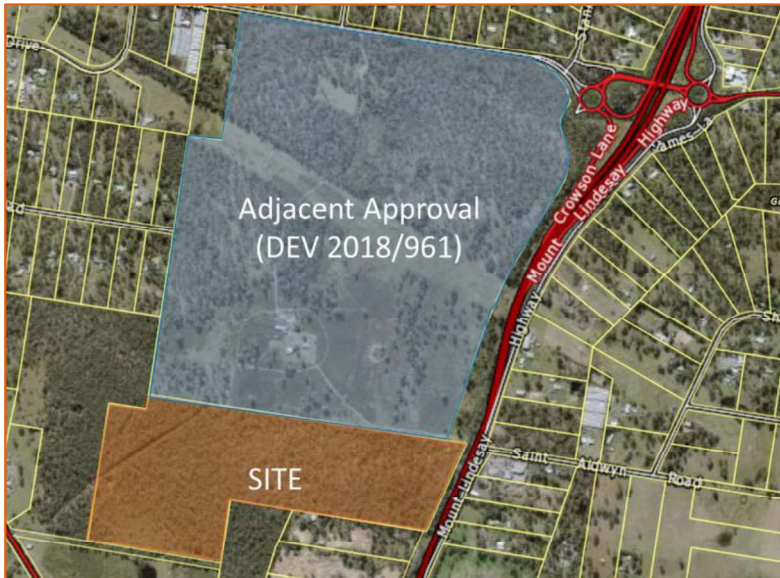 Drive
Adjacent Approval
(DEV 2018/961)
Crowson Lane
Mount Lindesay Highway
James La
Highway
Mount Lindesay
SITE
Saint Aldwyn Road